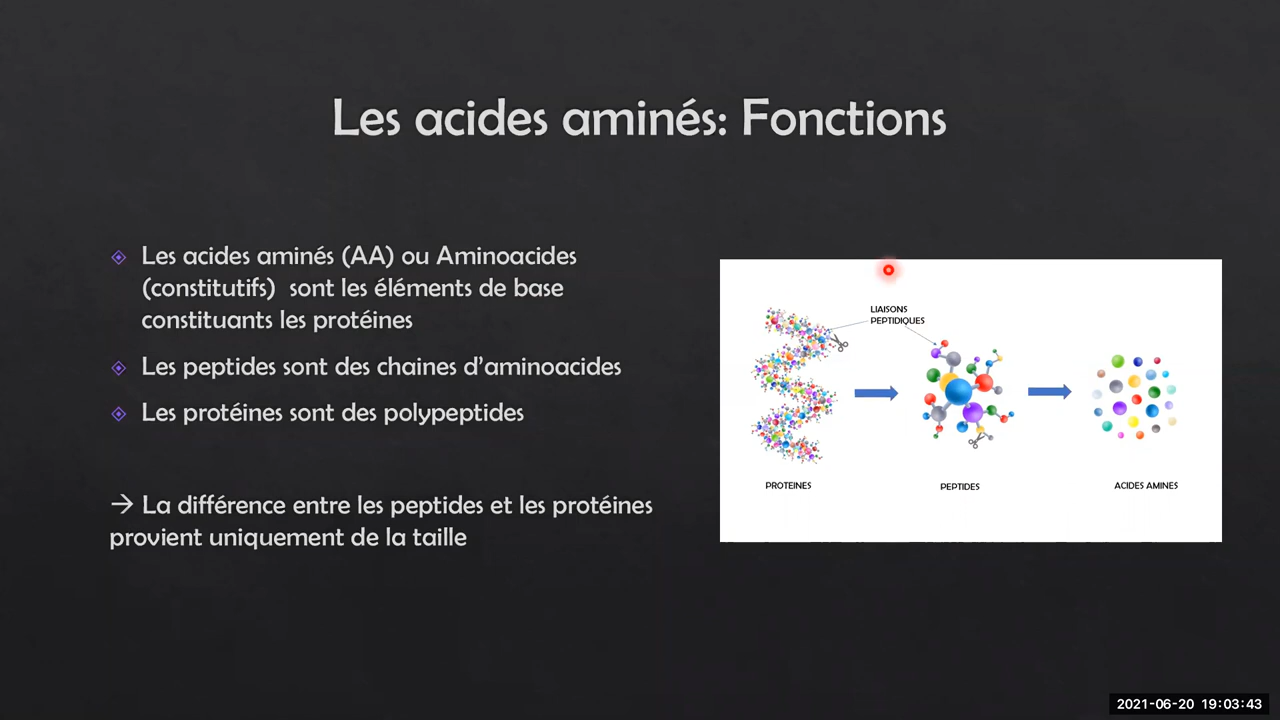 Les acides aminés: Fonctions
Les acides aminés (AA) ou Aminoacides
(constitutifs) sont les éléments de base
constituants les protéines
Les peptides sont des chaines d’aminoacides
Les protéines sont des polypeptides
→ La différence entre les peptides et les protéines
provient uniquement de la taille
LIAISONS
PEPTIDIQUES
PROTEINES
PEPTIDES
ACIDES AMINES
2021-06-20 19:03:43